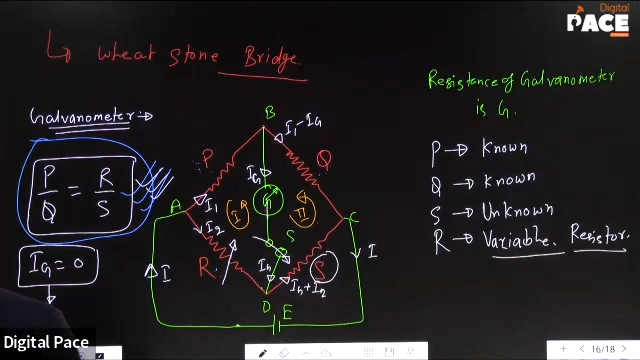 Digital
PACE
↳ Wheat stone Bridge.
Resistance of Galvanometer
is G.
Galvanometer :→
P/Q = R/S
IG = 0
P → Known
Q → Known
S → Unknown
R → Variable Resistor.
B
I1 - IG
P
Q
IG
G
I
II
A
I1
I2
C
S
R
S
IG
IG + I2
I
I
D
E
Digital Pace
16/18